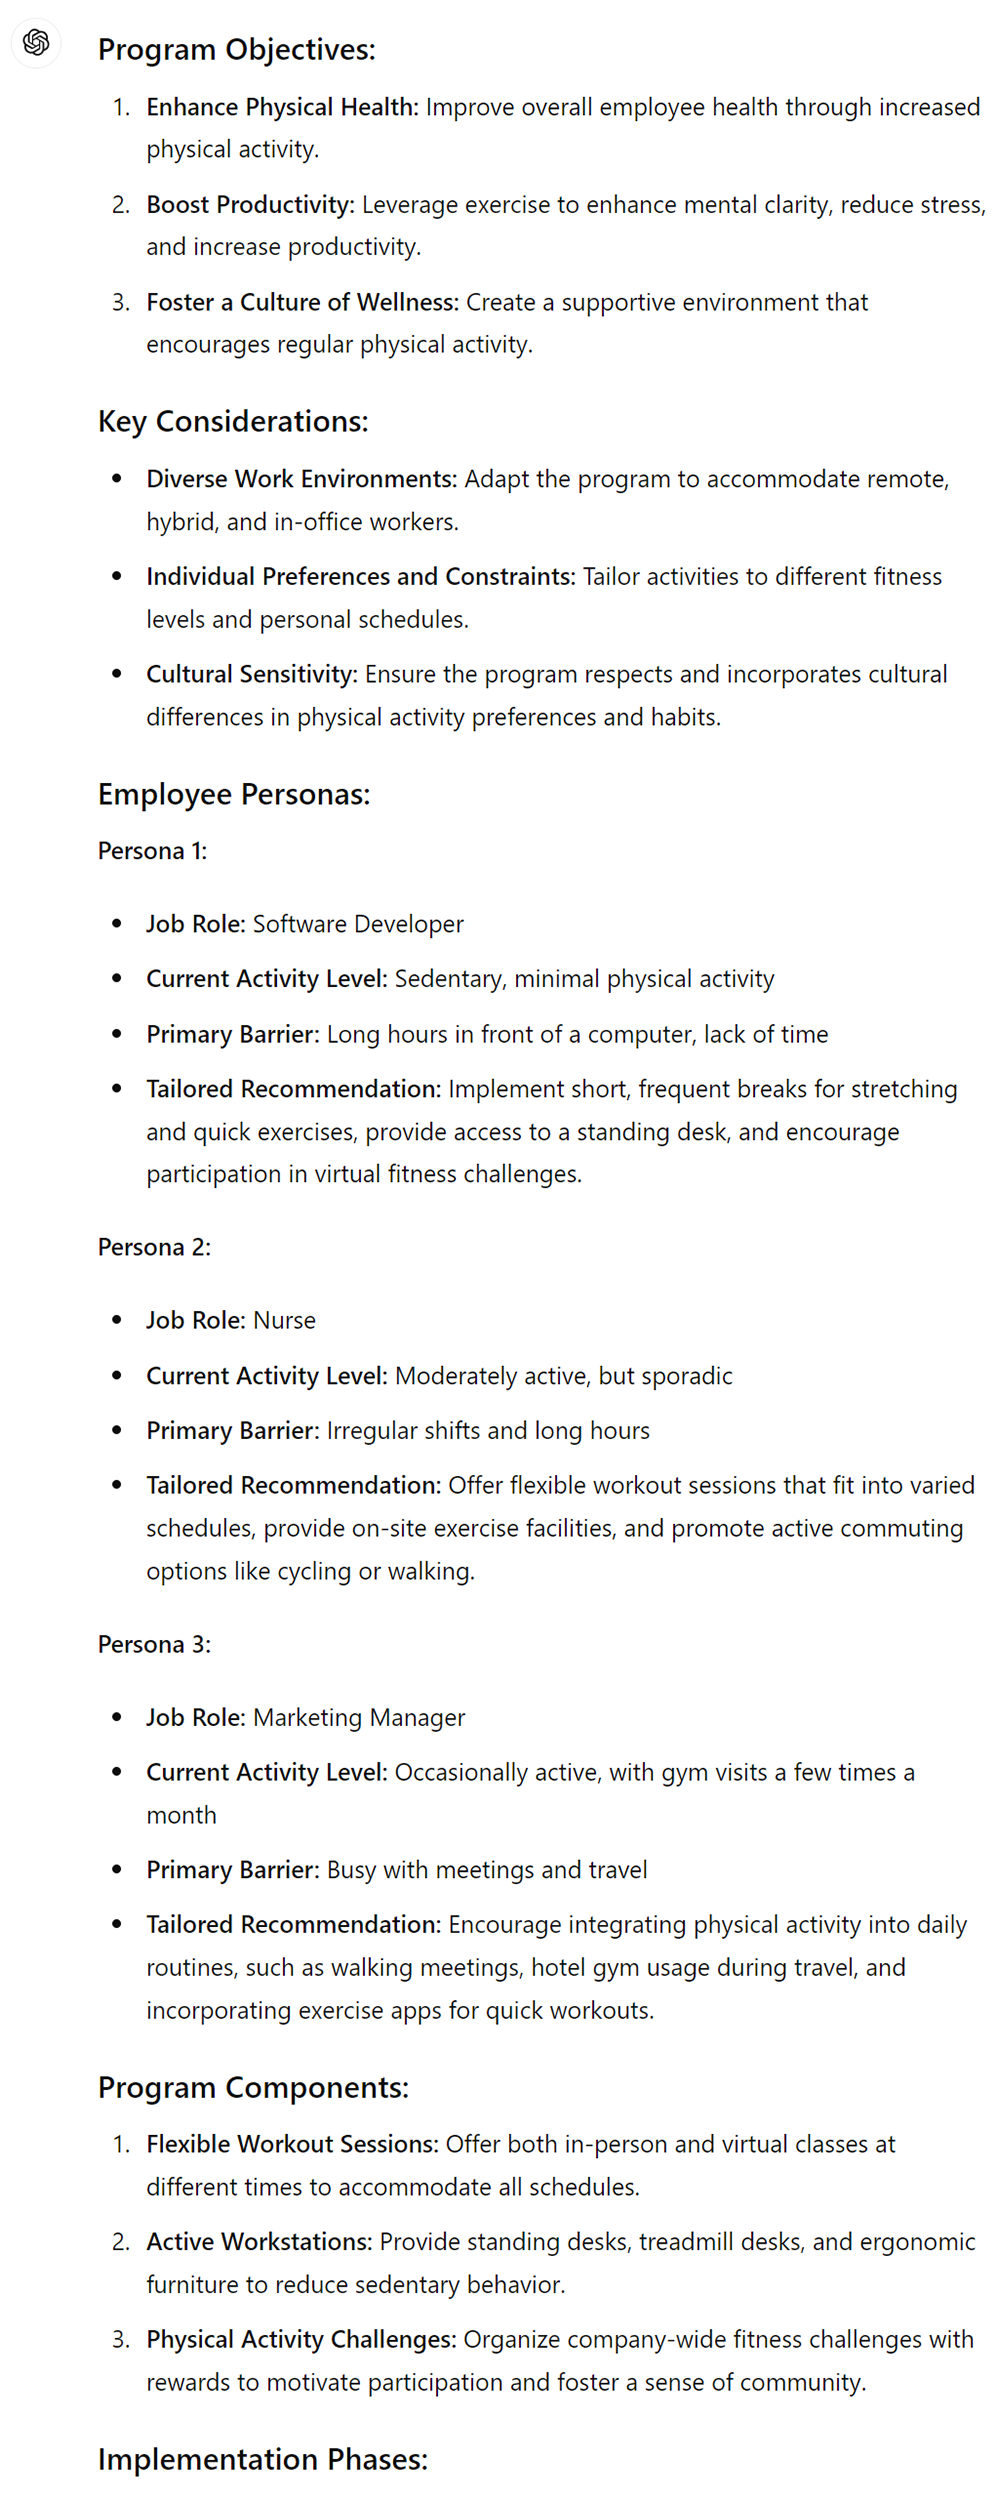 Program Objectives:
1. Enhance Physical Health: Improve overall employee health through increased
physical activity.
2. Boost Productivity: Leverage exercise to enhance mental clarity, reduce stress,
and increase productivity.
3. Foster a Culture of Wellness: Create a supportive environment that
encourages regular physical activity.
Key Considerations:
• Diverse Work Environments: Adapt the program to accommodate remote,
hybrid, and in-office workers.
• Individual Preferences and Constraints: Tailor activities to different fitness
levels and personal schedules.
• Cultural Sensitivity: Ensure the program respects and incorporates cultural
differences in physical activity preferences and habits.
Employee Personas:
Persona 1:
• Job Role: Software Developer
• Current Activity Level: Sedentary, minimal physical activity
• Primary Barrier: Long hours in front of a computer, lack of time
• Tailored Recommendation: Implement short, frequent breaks for stretching
and quick exercises, provide access to a standing desk, and encourage
participation in virtual fitness challenges.
Persona 2:
• Job Role: Nurse
• Current Activity Level: Moderately active, but sporadic
• Primary Barrier: Irregular shifts and long hours
• Tailored Recommendation: Offer flexible workout sessions that fit into varied
schedules, provide on-site exercise facilities, and promote active commuting
options like cycling or walking.
Persona 3:
• Job Role: Marketing Manager
• Current Activity Level: Occasionally active, with gym visits a few times a
month
• Primary Barrier: Busy with meetings and travel
• Tailored Recommendation: Encourage integrating physical activity into daily
routines, such as walking meetings, hotel gym usage during travel, and
incorporating exercise apps for quick workouts.
Program Components:
1. Flexible Workout Sessions: Offer both in-person and virtual classes at
different times to accommodate all schedules.
2. Active Workstations: Provide standing desks, treadmill desks, and ergonomic
furniture to reduce sedentary behavior.
3. Physical Activity Challenges: Organize company-wide fitness challenges with
rewards to motivate participation and foster a sense of community.
Implementation Phases: